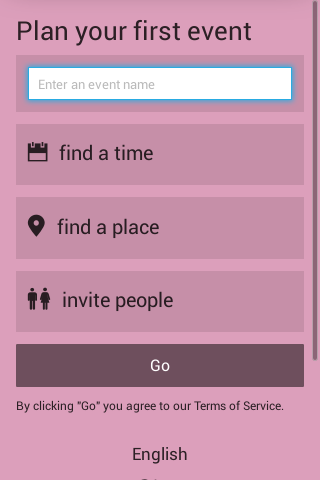 Plan your first event
Enter an event name
find a time
find a place
invite people
Go
By clicking "Go" you agree to our Terms of Service.
English